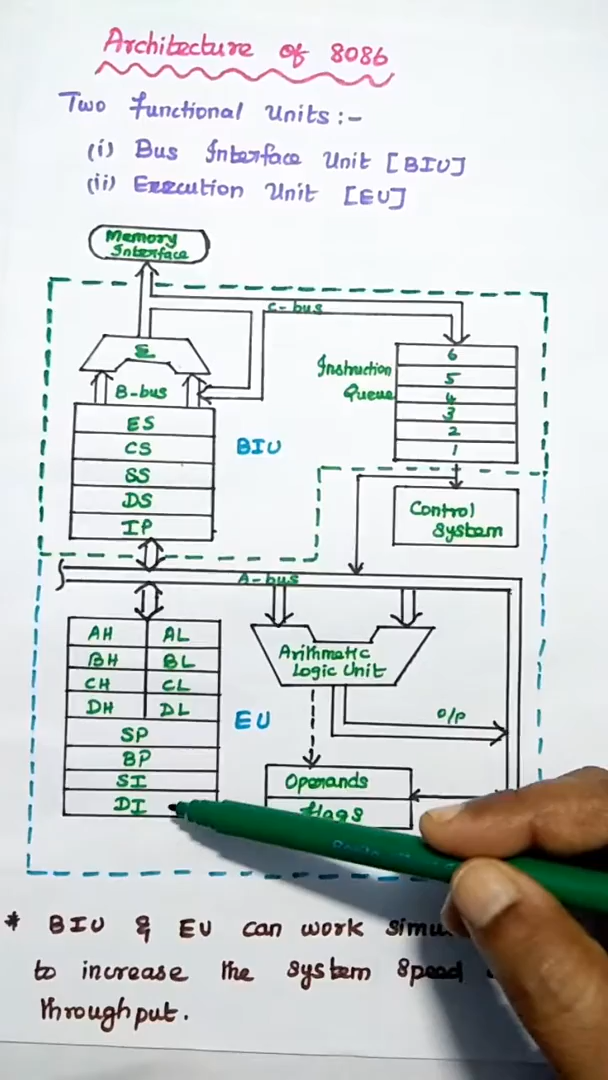 Architecture of 8086
Two Functional Units:-
(i) Bus Interface Unit [BIU]
(ii) Execution Unit [EU]
Memory
Interface
C-bus
Σ
B-bus
Instruction
Queue
6
5
4
3
2
1
ES
CS
SS
DS
IP
BIU
Control
System
A-bus
AH AL
BH BL
CH CL
DH DL
SP
BP
SI
DI
EU
Arithmatic
Logic Unit
O/P
Operands
flags
* BIU & EU can work
to increase the system speed
throughput.